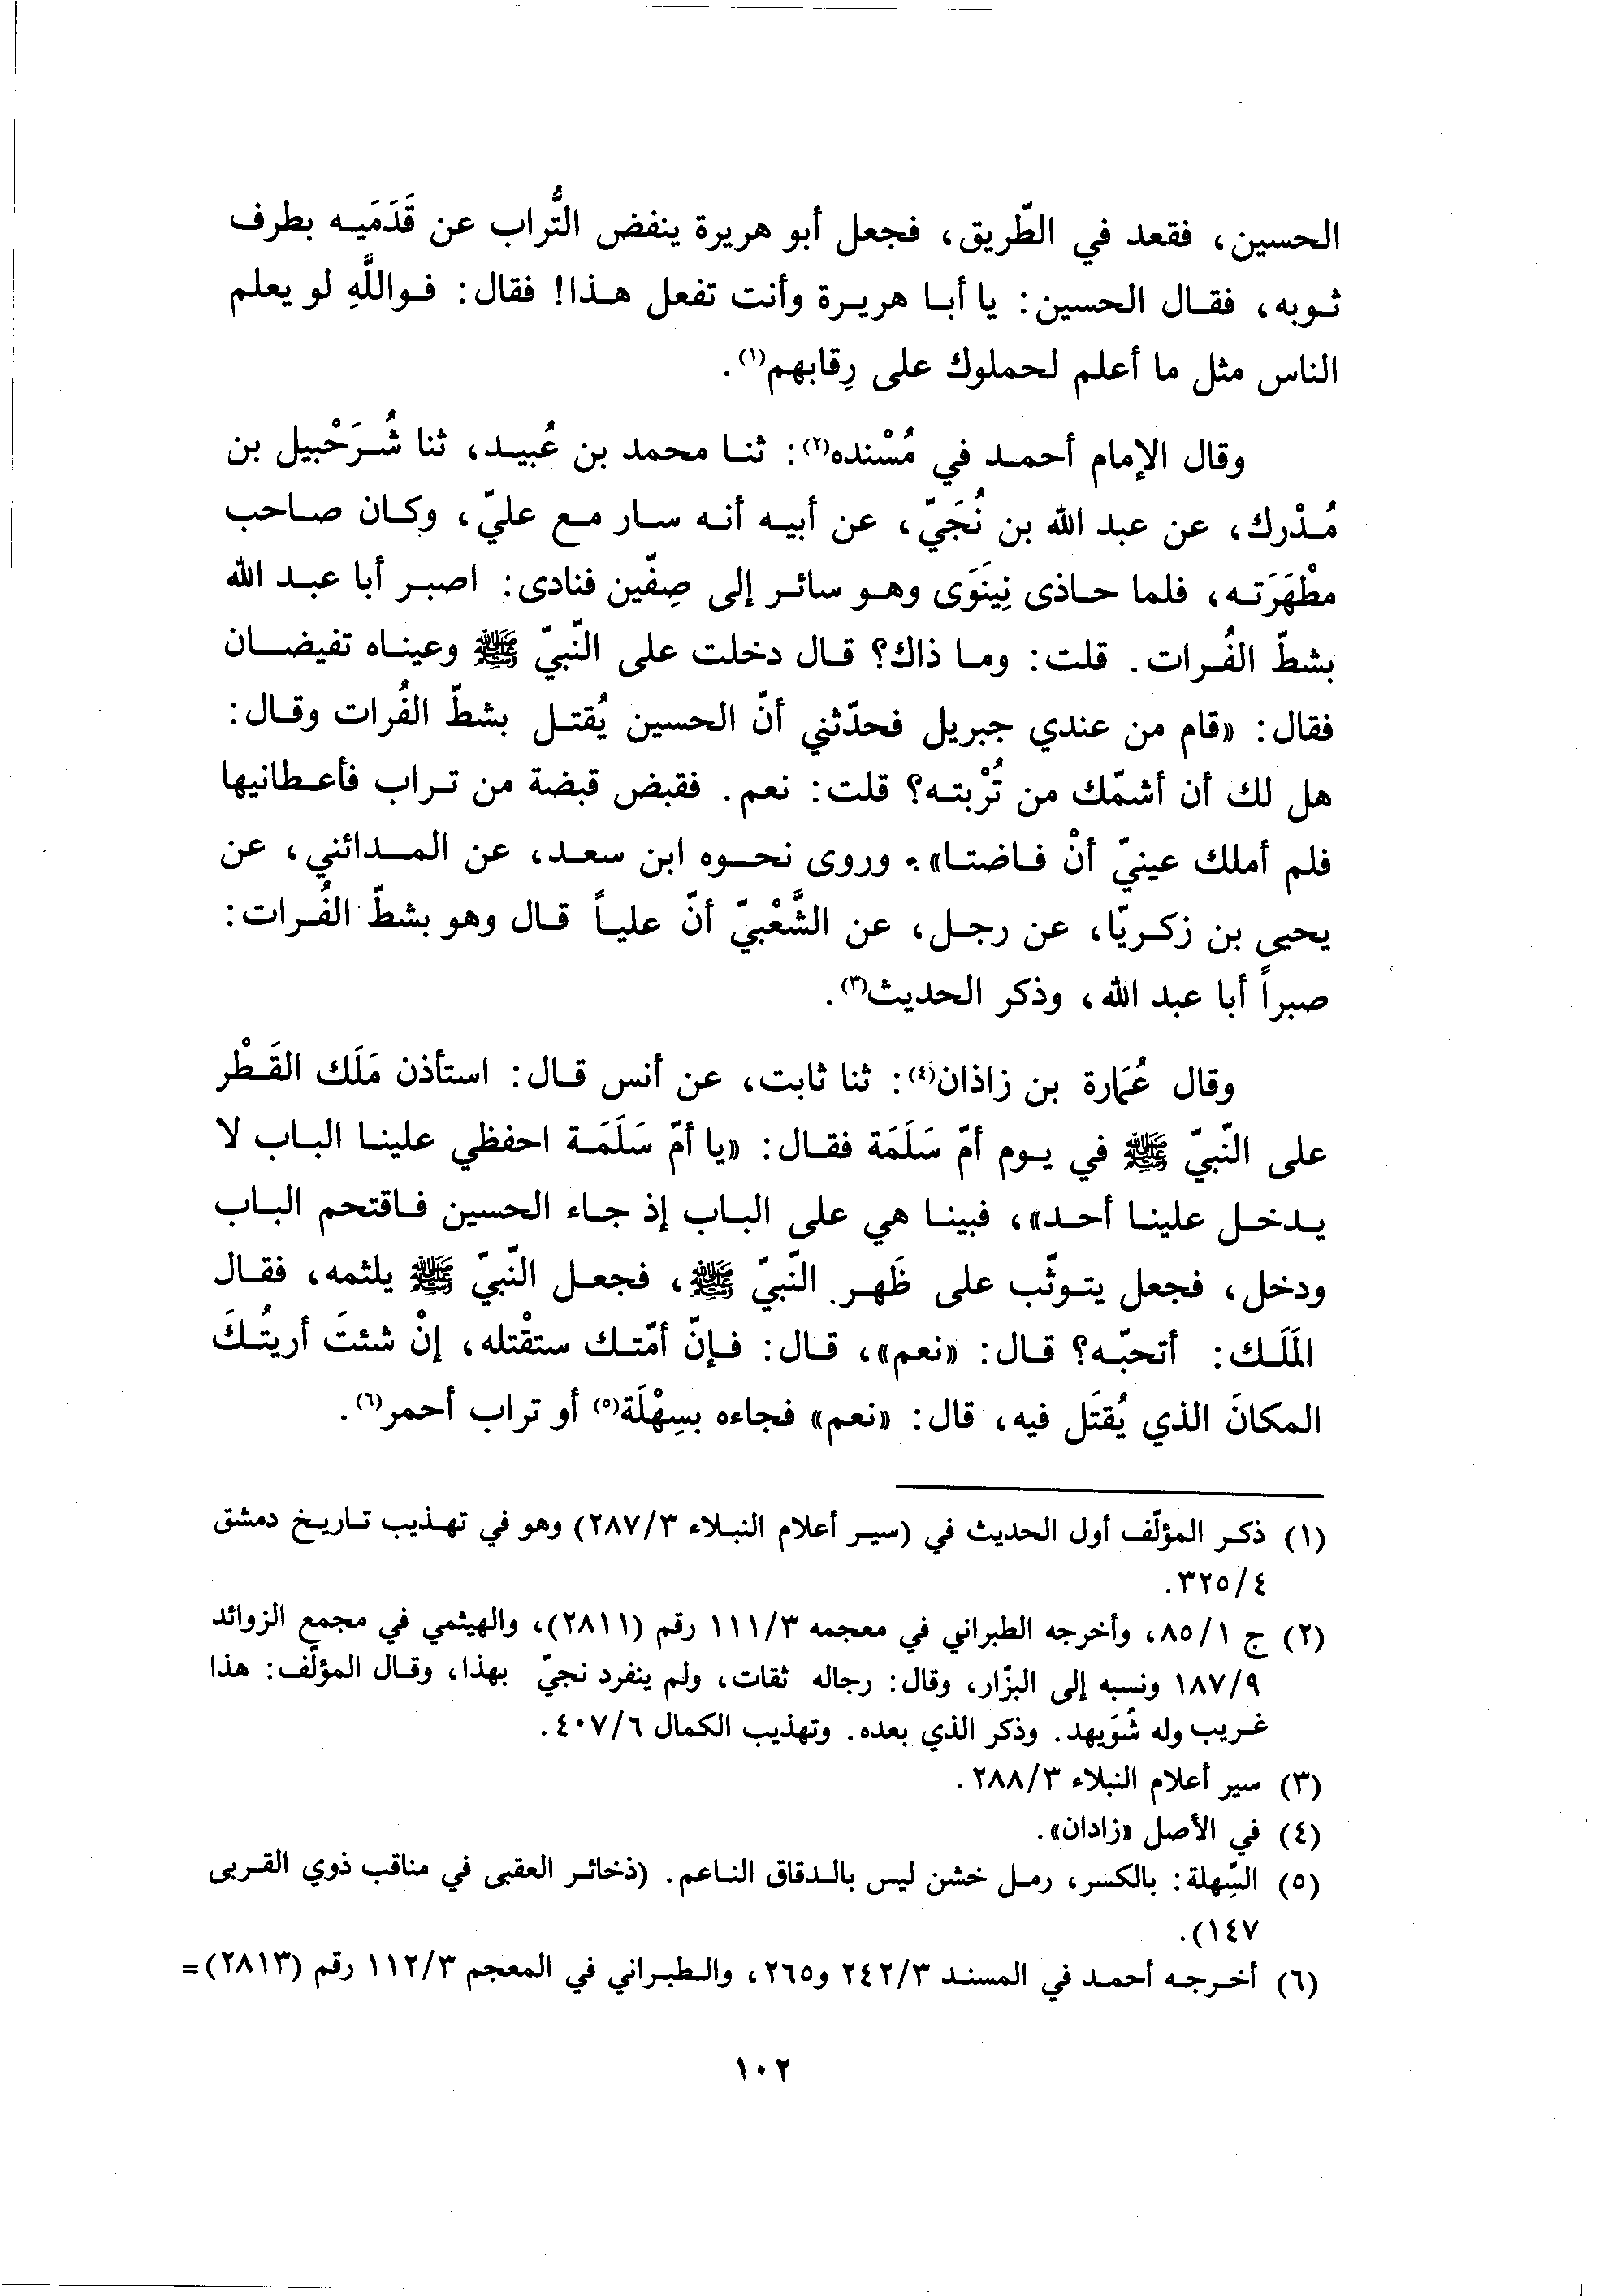 الحسين، فقعد في الطّريق، فجعل أبو هريرة ينفض التُّراب عن قَدَمَيه بطرف
ثوبه، فقال الحسين: يا أبا هريرة وأنت تفعل هذا! فقال: فواللَّهِ لو يعلم
الناس مثل ما أعلم لحملوك على رِقابهم(١).
وقال الإمام أحمد في مُسْنده(٢): ثنا محمد بن عُبيد، ثنا شُرَحْبيل بن
مُدْرك، عن عبد الله بن نُجَيّ، عن أبيه أنه سار مع عليّ، وكان صاحب
مطْهَرَته، فلما حاذى نِينَوَى وهو سائر إلى صِفّين فنادى: اصبر أبا عبد الله
بشطّ الفُرات. قلت: وما ذاك؟ قال دخلت على النّبيّ ﷺ وعيناه تفيضان
فقال: «قام من عندي جبريل فحدّثني أنّ الحسين يُقتل بشطّ الفُرات وقال:
هل لك أن أشمّك من تُرْبته؟ قلت: نعم. فقبض قبضة من تراب فأعطانيها
فلم أملك عينيّ أنْ فاضتا». وروى نحوه ابن سعد، عن المدائني، عن
يحيى بن زكريّا، عن رجل، عن الشَّعْبيّ أنّ علياً قال وهو بشطّ الفُرات:
صبراً أبا عبد الله، وذكر الحديث(٣).
وقال عُمَارة بن زاذان(٤): ثنا ثابت، عن أنس قال: استأذن مَلَك القَطْر
على النّبيّ ﷺ في يوم أمّ سَلَمَة فقال: «يا أمّ سَلَمَة احفظي علينا الباب لا
يدخل علينا أحد»، فبينا هي على الباب إذ جاء الحسين فاقتحم الباب
ودخل، فجعل يتوثّب على ظَهر النّبيّ ﷺ، فجعل النّبيّ ﷺ يلثمه، فقال
المَلَك: أتحبّه؟ قال: «نعم»، قال: فإنّ أمّتك ستقْتله، إنْ شئتَ أريتُكَ
المكانَ الذي يُقتَل فيه، قال: «نعم» فجاءه بسِهْلَة(٥) أو تراب أحمر(٦).
(١) ذكر المؤلّف أول الحديث في (سير أعلام النبلاء ٢٨٧/٣) وهو في تهذيب تاريخ دمشق
٣٢٥/٤.
(٢) ج ٨٥/١، وأخرجه الطبراني في معجمه ١١١/٣ رقم (٢٨١١)، والهيثمي في مجمع الزوائد
١٨٧/٩ ونسبه إلى البزّار، وقال: رجاله ثقات، ولم ينفرد نجيّ بهذا، وقال المؤلّف: هذا
غريب وله شُوَيهد. وذكر الذي بعده. وتهذيب الكمال ٤٠٧/٦.
(٣) سير أعلام النبلاء ٢٨٨/٣.
(٤) في الأصل «زادان».
(٥) السِّهلة: بالكسر، رمل خشن ليس بالدقاق الناعم. (ذخائر العقبى في مناقب ذوي القربى
١٤٧).
(٦) أخرجه أحمد في المسند ٢٤٢/٣ و٢٦٥، والطبراني في المعجم ١١٢/٣ رقم (٢٨١٣)=
١٠٢